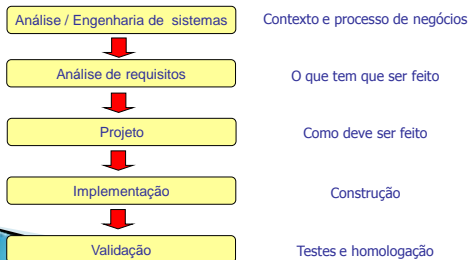 Análise / Engenharia de sistemas Contexto e processo de negócios
Análise de requisitos O que tem que ser feito
Projeto Como deve ser feito
Implementação Construção
Validação Testes e homologação